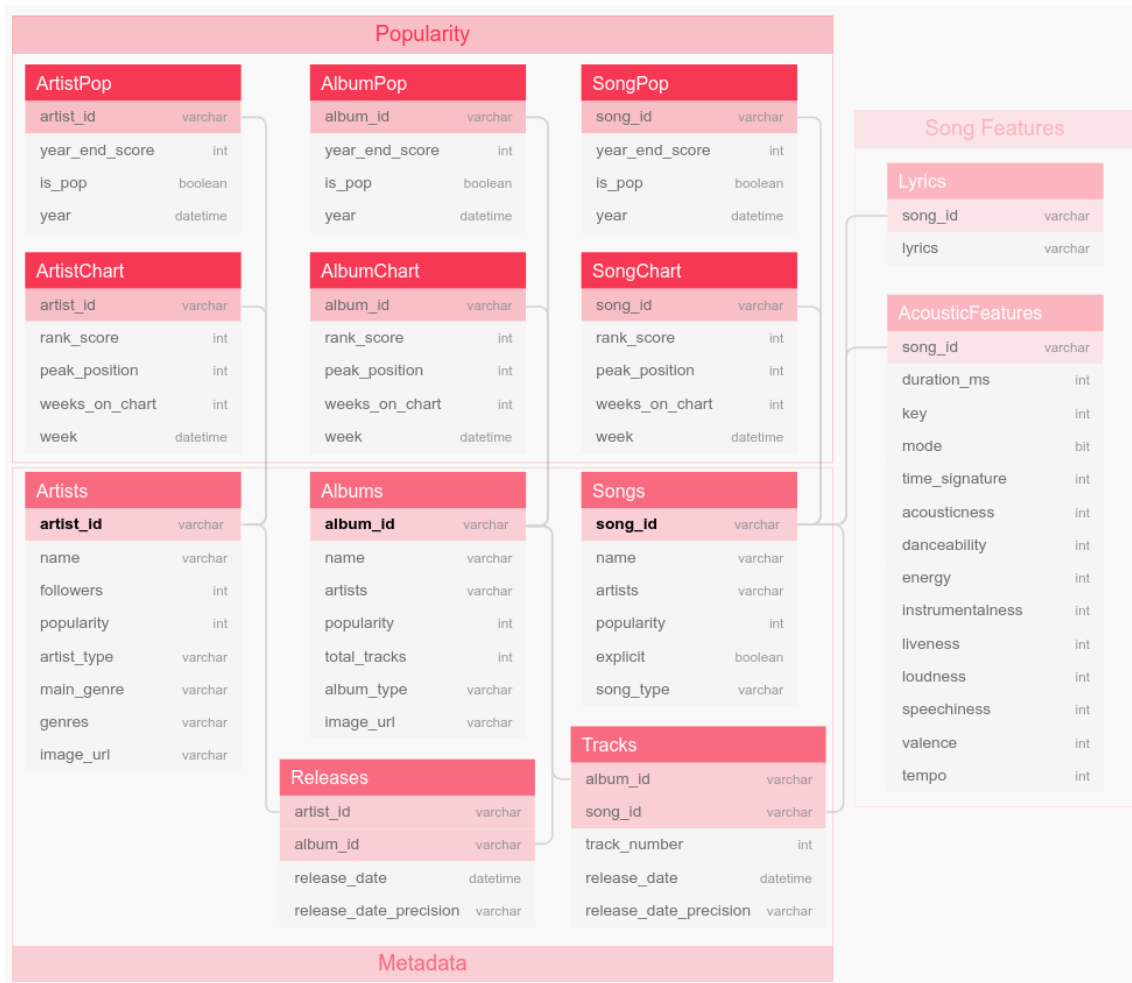 Popularity
ArtistPop
artist_id varchar
year_end_score int
is_pop boolean
year datetime
AlbumPop
album_id varchar
year_end_score int
is_pop boolean
year datetime
SongPop
song_id varchar
year_end_score int
is_pop boolean
year datetime
ArtistChart
artist_id varchar
rank_score int
peak_position int
weeks_on_chart int
week datetime
AlbumChart
album_id varchar
rank_score int
peak_position int
weeks_on_chart int
week datetime
SongChart
song_id varchar
rank_score int
peak_position int
weeks_on_chart int
week datetime
Artists
artist_id varchar
name varchar
followers int
popularity int
artist_type varchar
main_genre varchar
genres varchar
image_url varchar
Albums
album_id varchar
name varchar
artists varchar
popularity int
total_tracks int
album_type varchar
image_url varchar
Songs
song_id varchar
name varchar
artists varchar
popularity int
explicit boolean
song_type varchar
Releases
artist_id varchar
album_id varchar
release_date datetime
release_date_precision varchar
Tracks
album_id varchar
song_id varchar
track_number int
release_date datetime
release_date_precision varchar
Metadata
Song Features
Lyrics
song_id varchar
lyrics varchar
AcousticFeatures
song_id varchar
duration_ms int
key int
mode bit
time_signature int
acousticness int
danceability int
energy int
instrumentalness int
liveness int
loudness int
speechiness int
valence int
tempo int